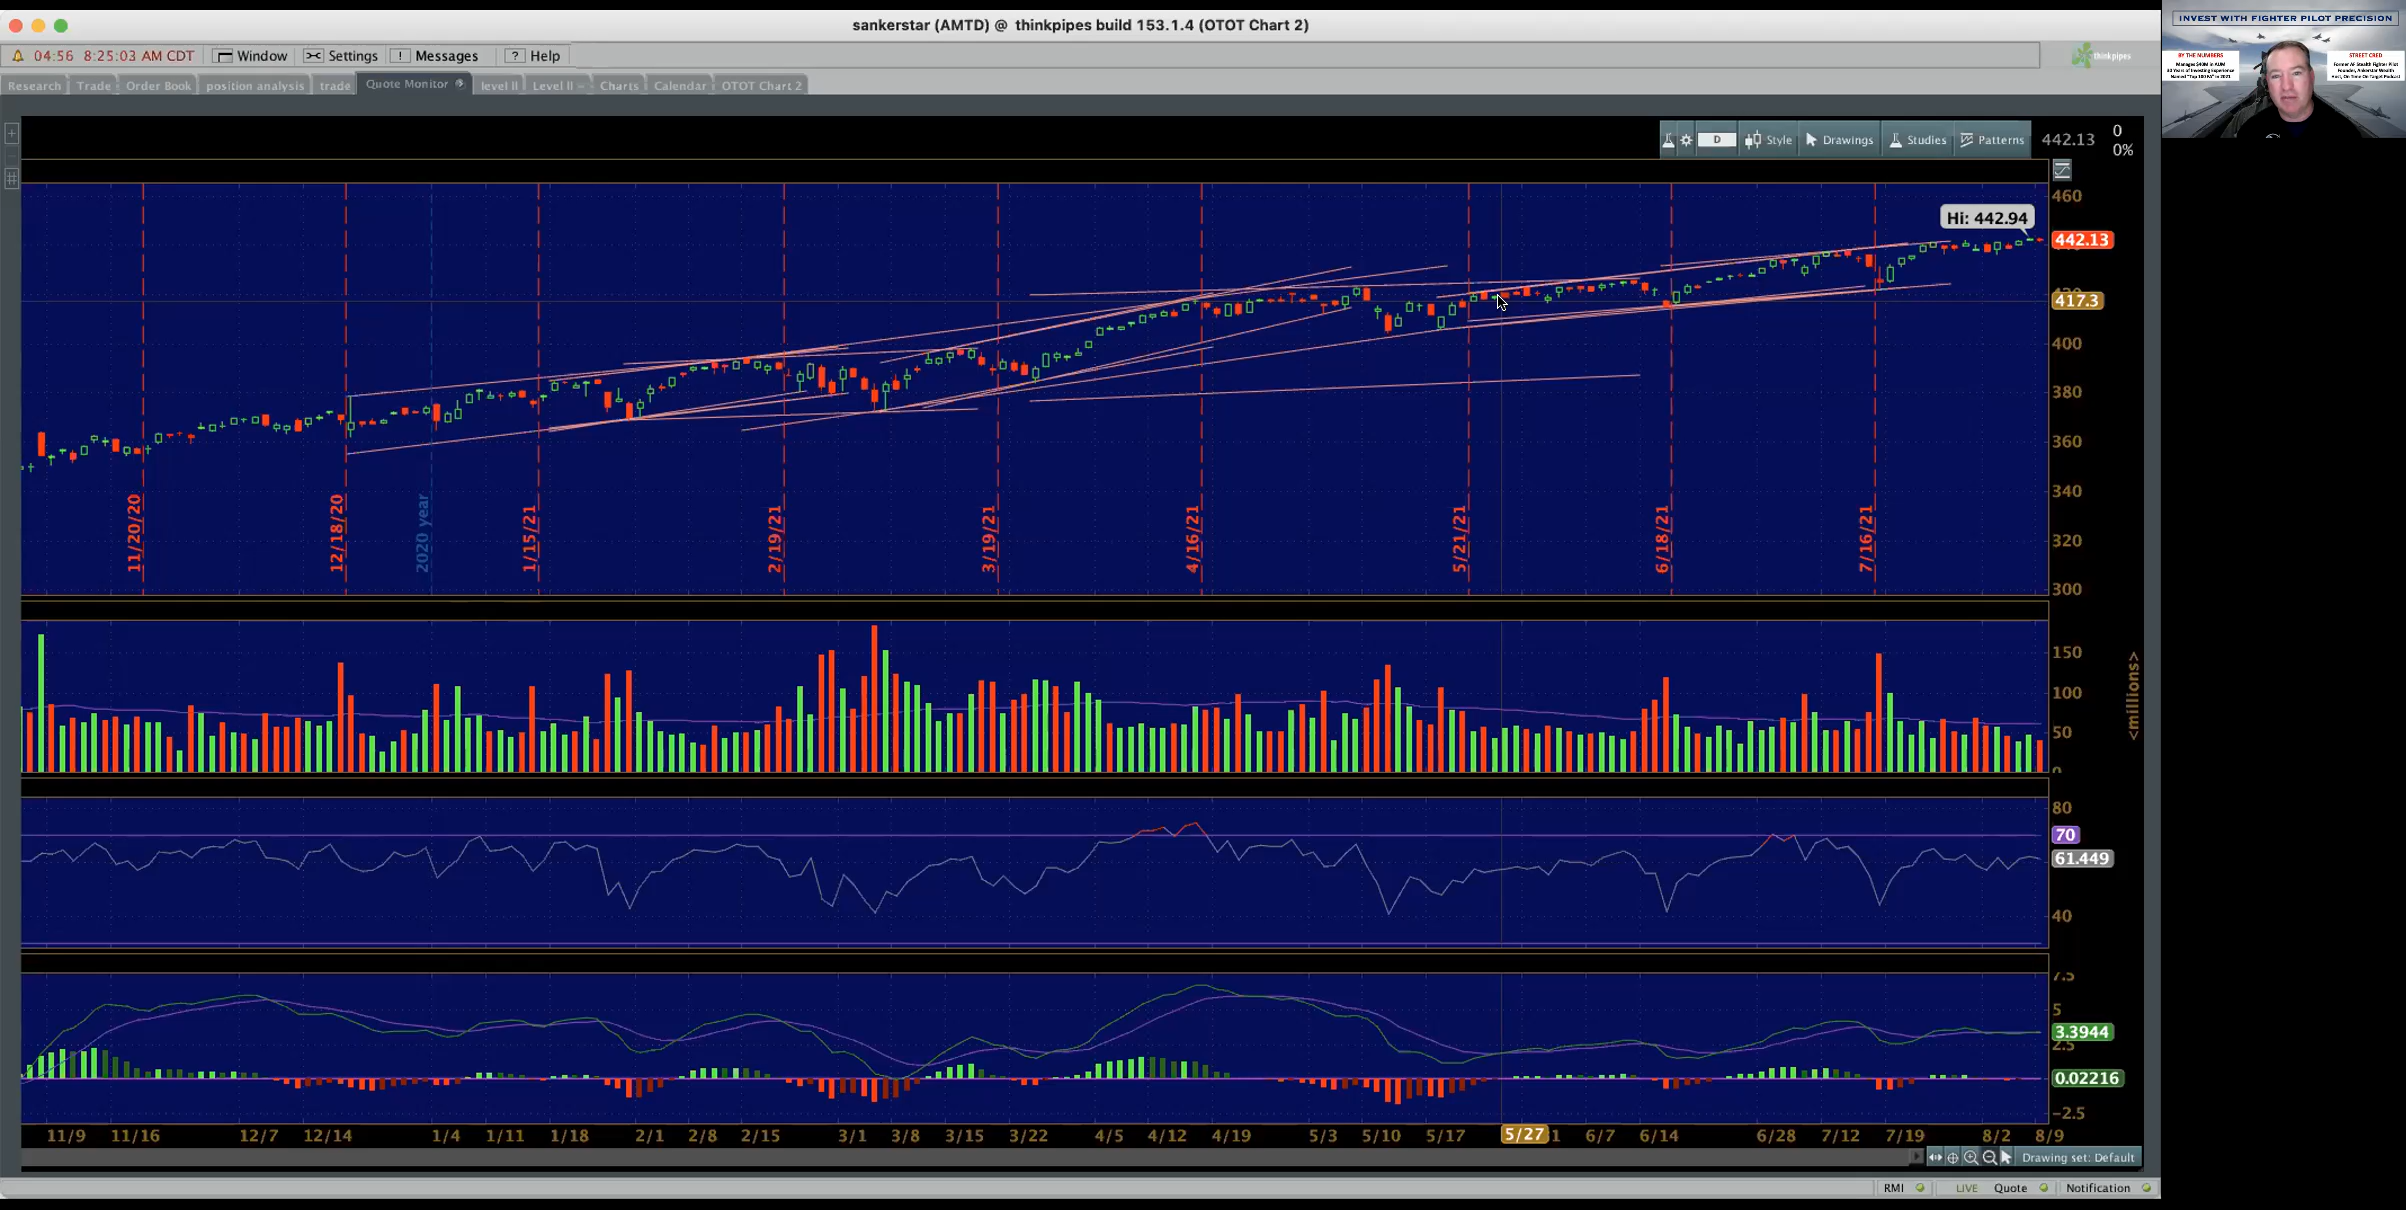 sankerstar (AMTD) @ thinkpipes build 153.1.4 (OTOT Chart 2)
INVEST WITH FIGHTER PILOT PRECISION
BY THE NUMBERS
STREET CRED
04:56 8:25:03 AM CDT Window Settings ! Messages ? Help
thinkpipes
Research Trade Order Book position analysis trade Quote Monitor level II Level II Charts Calendar OTOT Chart 2
D Style Drawings Studies Patterns 442.13
0
0%
460
Hi: 442.94
442.13
417.3
400
380
360
340
320
300
11/20/20
12/18/20
2020 year
1/15/21
2/19/21
3/19/21
4/16/21
5/21/21
6/18/21
7/16/21
150
100
50
0
<millions>
80
70
61.449
40
7.5
5
3.3944
2.5
0.02216
-2.5
11/9 11/16 12/7 12/14 1/4 1/11 1/18 2/1 2/8 2/15 3/1 3/8 3/15 3/22 4/5 4/12 4/19 5/3 5/10 5/17 5/27 1 6/7 6/14 6/28 7/12 7/19 8/2 8/9
Drawing set: Default
RMI LIVE Quote Notification